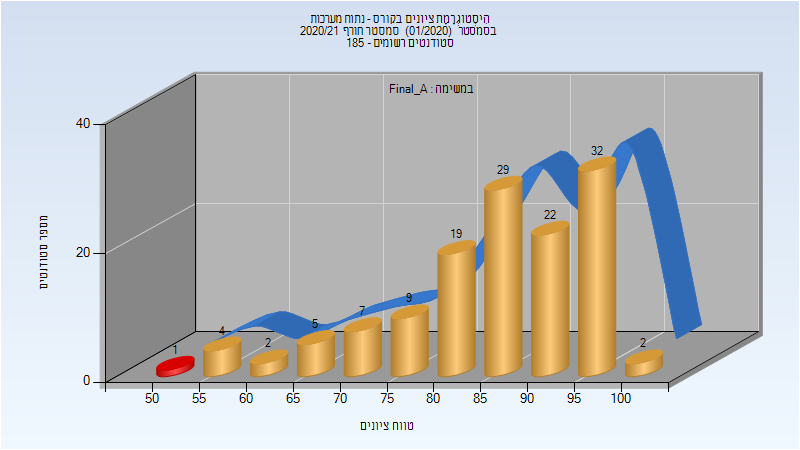 היסטוגרמת ציונים בקורס - נתוח מערכות
בסמסטר (01/2020) סמסטר חורף 2020/21
סטודנטים רשומים - 185
במשימה : Final_A
מספר סטודנטים
40
20
0
1
4
2
5
7
9
19
29
22
32
2
50 55 60 65 70 75 80 85 90 95 100
טווח ציונים